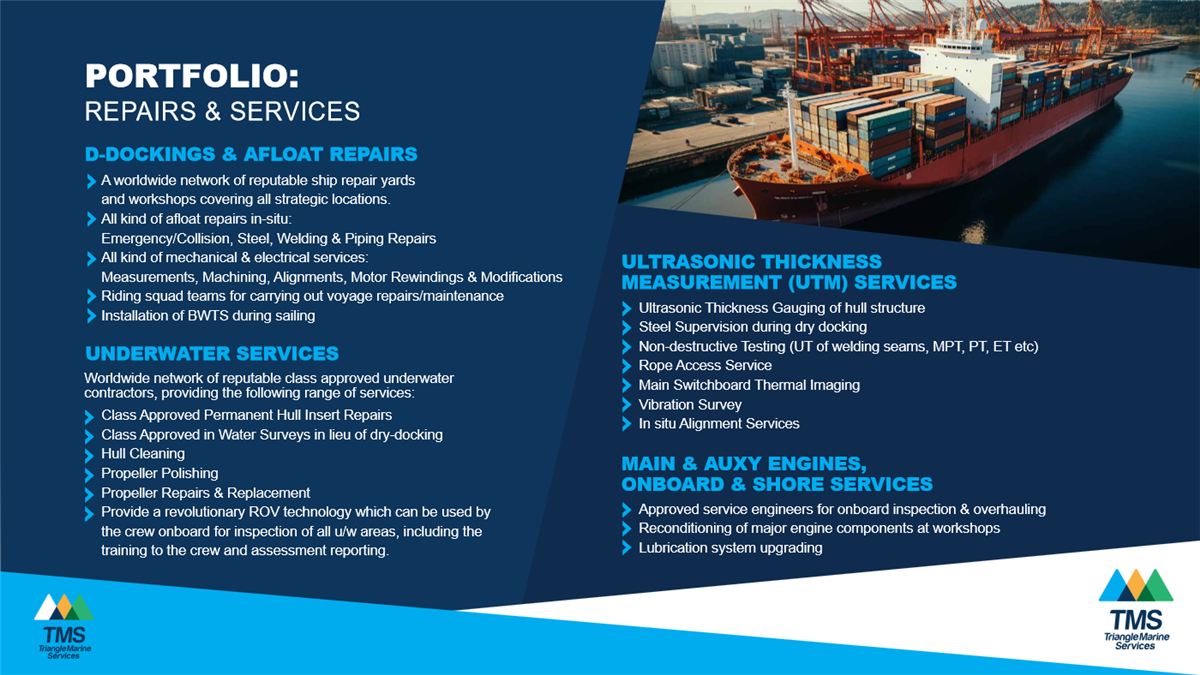 PORTFOLIO:
REPAIRS & SERVICES
D-DOCKINGS & AFLOAT REPAIRS
A worldwide network of reputable ship repair yards
and workshops covering all strategic locations.
All kind of afloat repairs in-situ:
Emergency/Collision, Steel, Welding & Piping Repairs
All kind of mechanical & electrical services:
Measurements, Machining, Alignments, Motor Rewindings & Modifications
Riding squad teams for carrying out voyage repairs/maintenance
Installation of BWTS during sailing
UNDERWATER SERVICES
Worldwide network of reputable class approved underwater
contractors, providing the following range of services:
Class Approved Permanent Hull Insert Repairs
Class Approved in Water Surveys in lieu of dry-docking
Hull Cleaning
Propeller Polishing
Propeller Repairs & Replacement
Provide a revolutionary ROV technology which can be used by
the crew onboard for inspection of all u/w areas, including the
training to the crew and assessment reporting.
ULTRASONIC THICKNESS
MEASUREMENT (UTM) SERVICES
Ultrasonic Thickness Gauging of hull structure
Steel Supervision during dry docking
Non-destructive Testing (UT of welding seams, MPT, PT, ET etc)
Rope Access Service
Main Switchboard Thermal Imaging
Vibration Survey
In situ Alignment Services
MAIN & AUXY ENGINES,
ONBOARD & SHORE SERVICES
Approved service engineers for onboard inspection & overhauling
Reconditioning of major engine components at workshops
Lubrication system upgrading
TMS
Triangle Marine
Services
TMS
Triangle Marine
Services